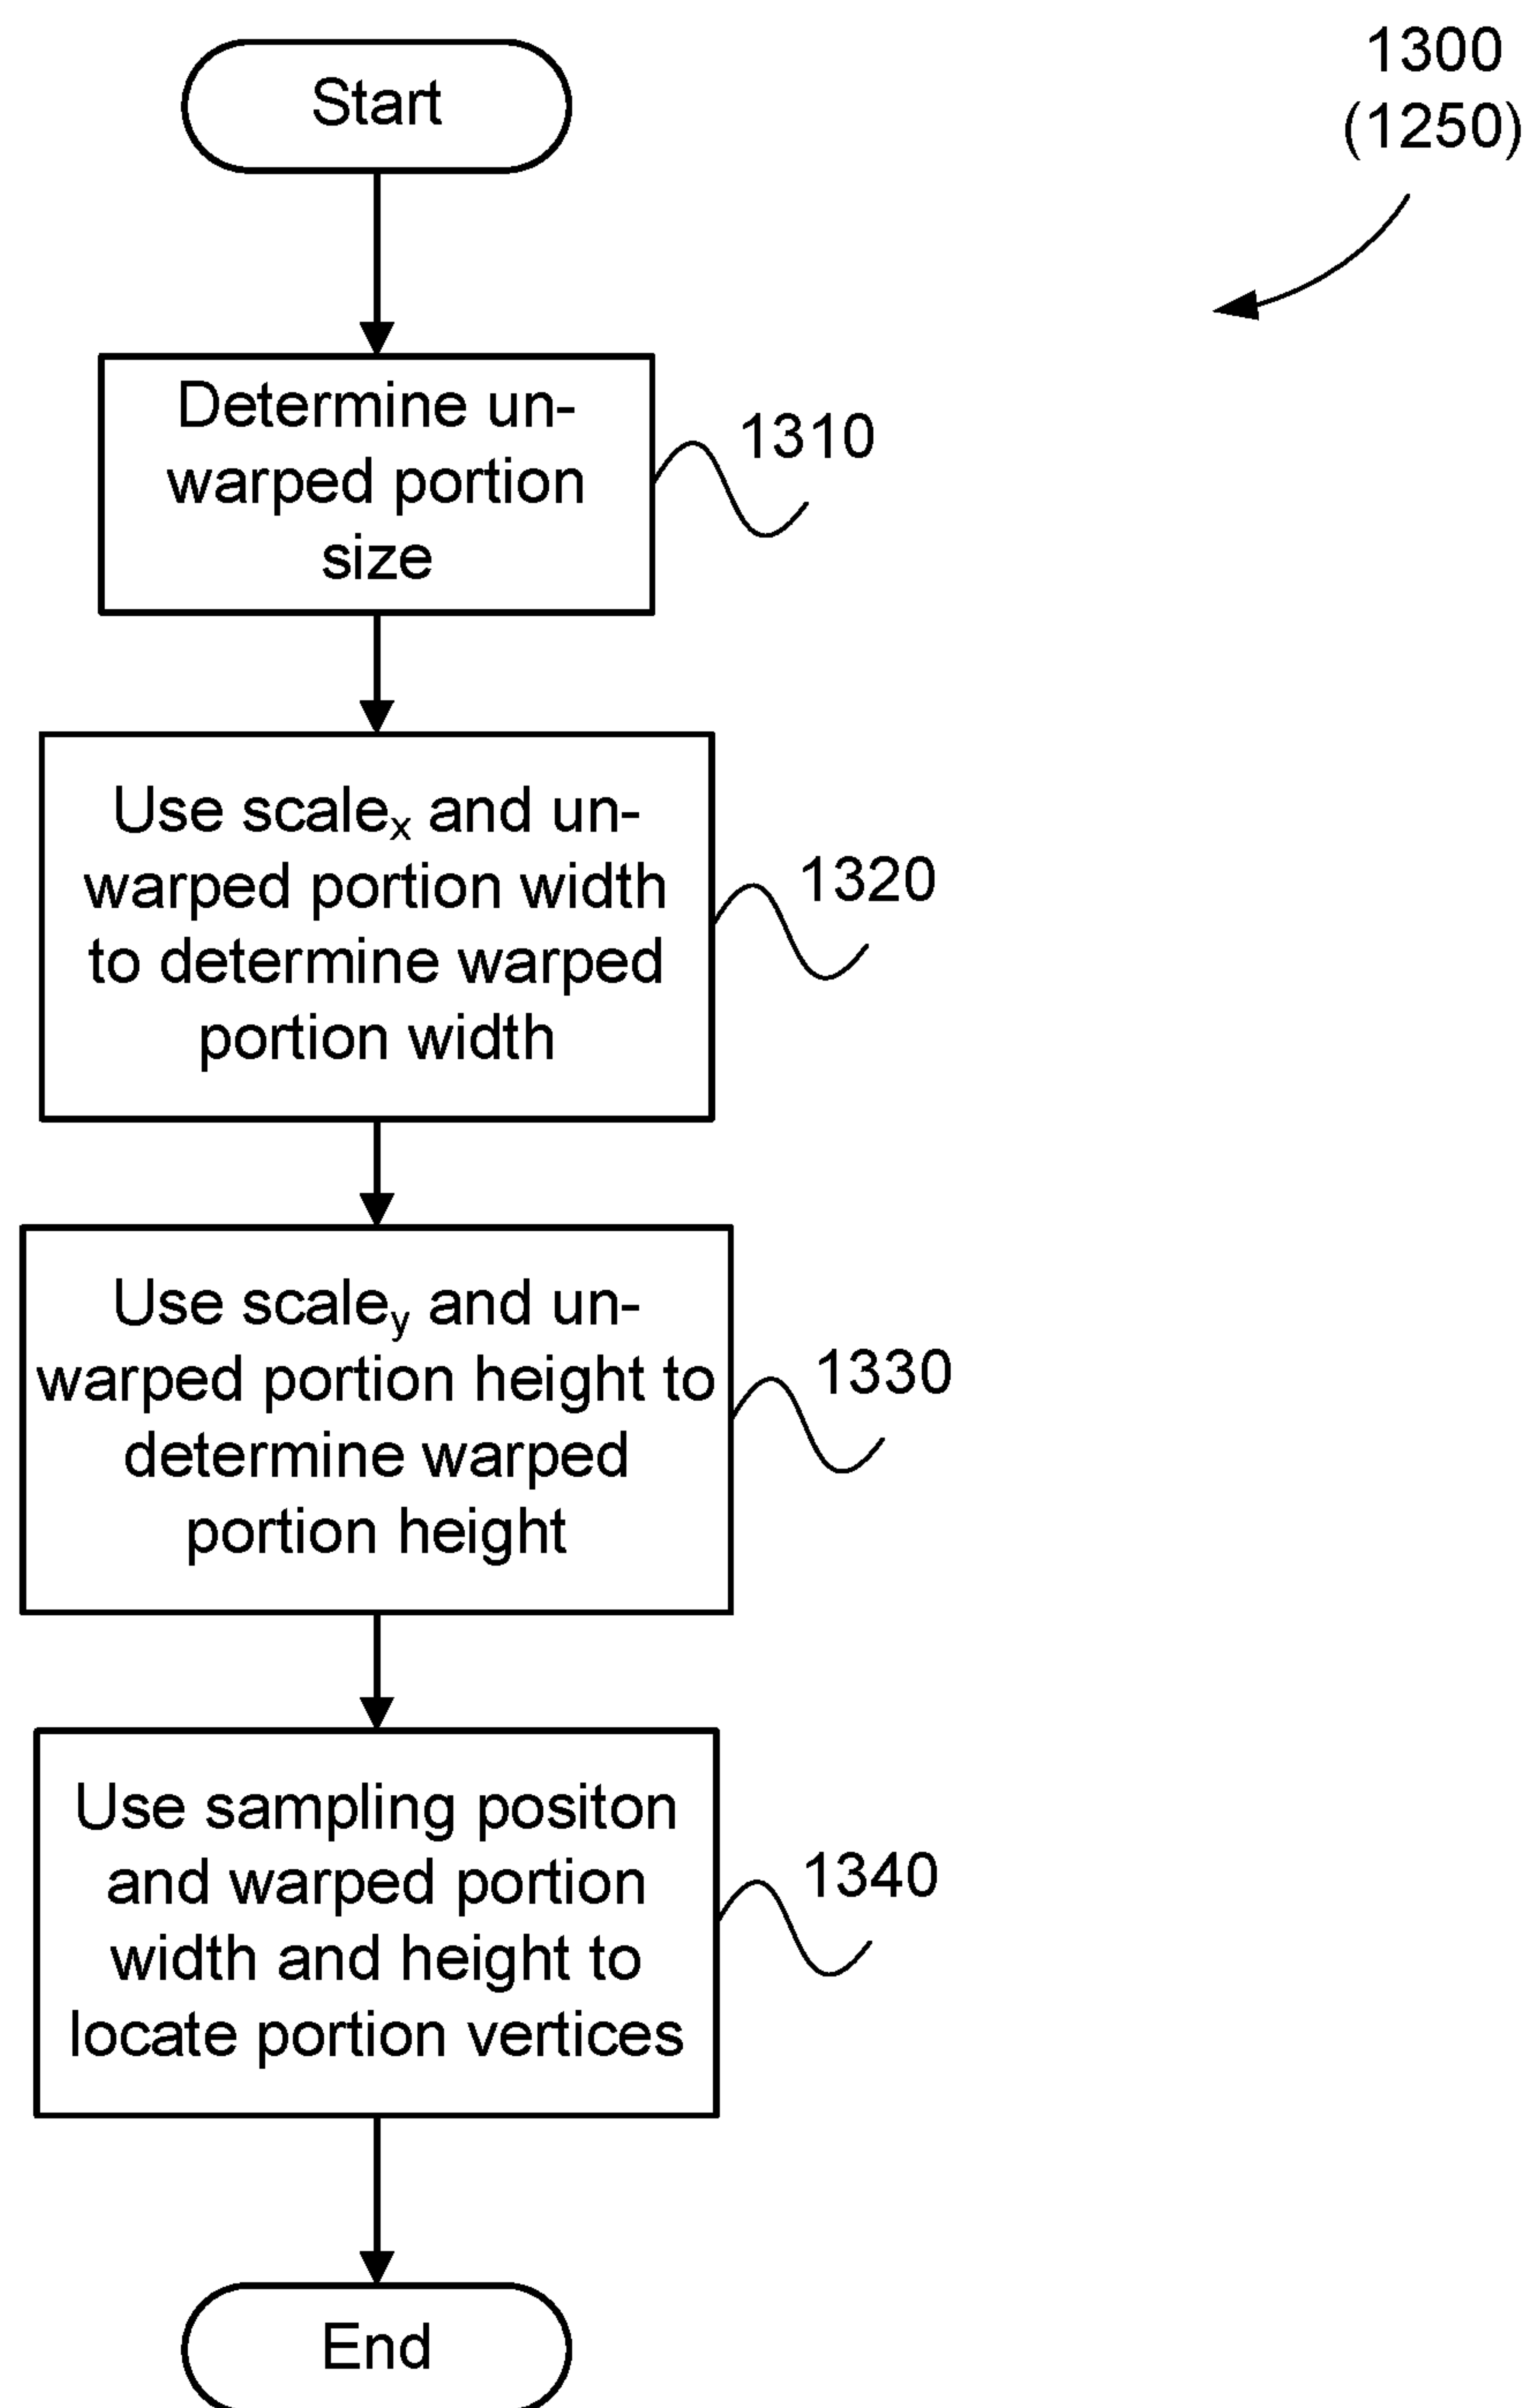 1300
(1250)
Start
Determine un-
warped portion
size
1310
Use scaleₓ and un-
warped portion width
to determine warped
portion width
1320
Use scaley and un-
warped portion height to
determine warped
portion height
1330
Use sampling positon
and warped portion
width and height to
locate portion vertices
1340
End